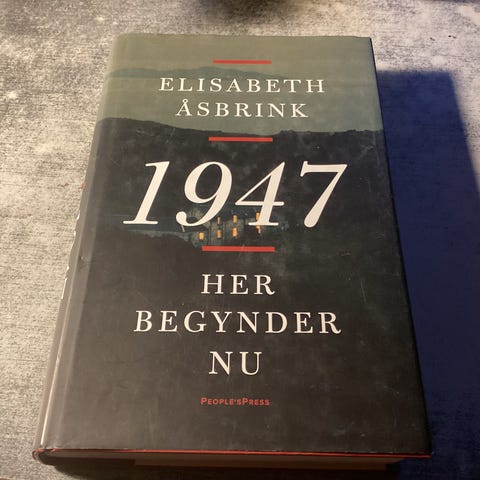 ELISABETH
ÅSBRINK
1947
HER
BEGYNDER
NU
PEOPLE'SPRESS